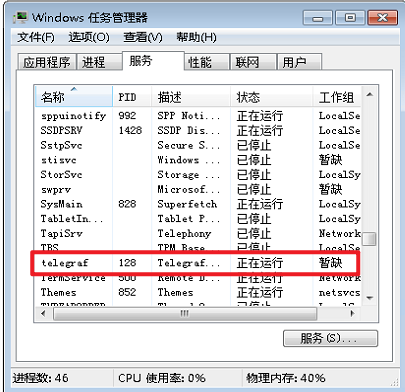 Windows 任务管理器
文件(F) 选项(O) 查看(V) 帮助(H)
应用程序 进程 服务 性能 联网 用户
名称 PID 描述 状态 工作组
sppuinotify 992 SPP Noti... 正在运行 LocalSe
SSDPSRV 1428 SSDP Dis... 正在运行 LocalSe
SstpSvc Secure S... 已停止 LocalSe
stisvc Windows ... 已停止 暂缺
StorSvc Storage ... 已停止 LocalSy
swprv Microsof... 已停止 暂缺
SysMain 828 Superfetch 正在运行 LocalSy
TabletIn... Tablet P... 已停止 LocalSy
TapiSrv Telephony 已停止 Network
TBS TPM Base 已停止 LocalSe
telegraf 128 Telegraf... 正在运行 暂缺
TermService 500 Remote D... 正在运行 Network
Themes 852 Themes 正在运行 netsvcs
服务(S)...
进程数: 46 CPU 使用率: 0% 物理内存: 40%